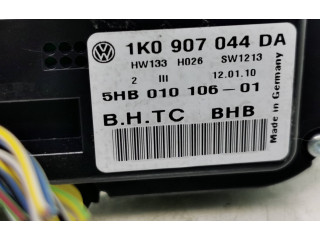 1K0 907 044 DA
HW133 H026 SW1213
2 III 12.01.10
5HB 010 106-01
B.H.TC BHB
Made in Germany